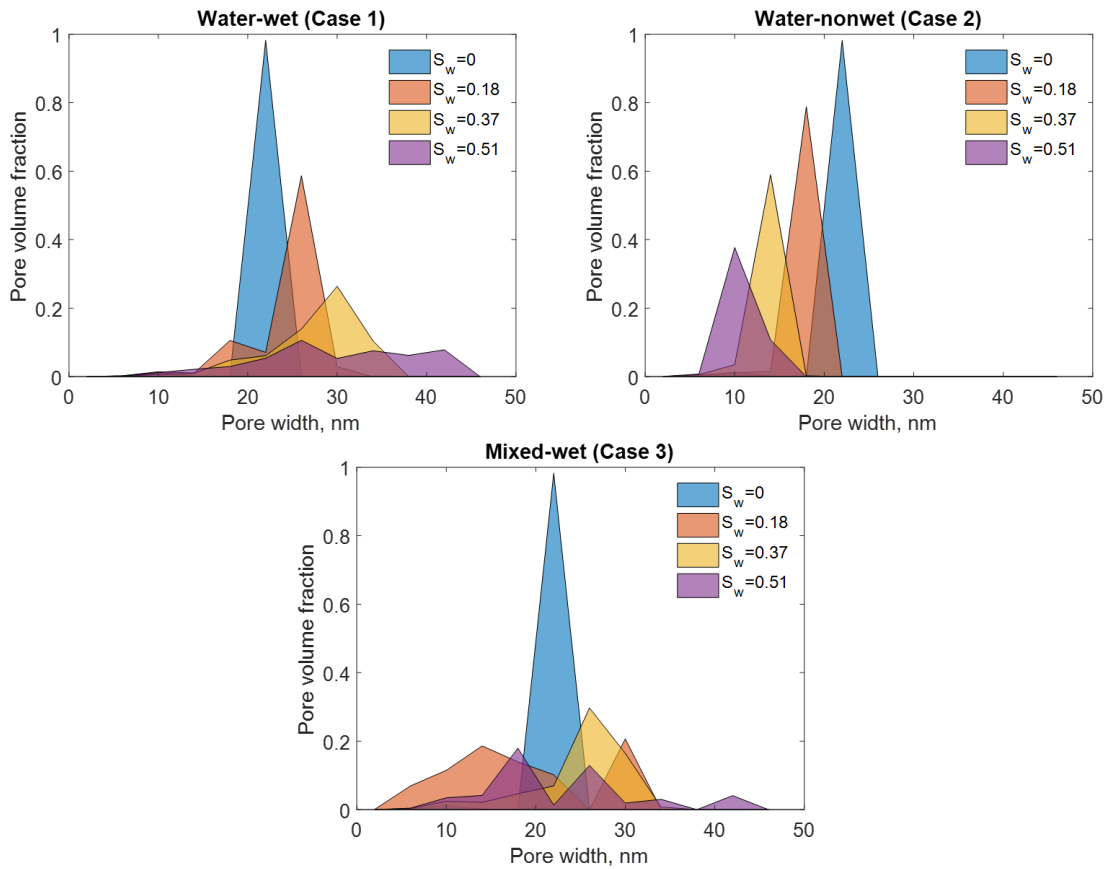 Water-wet (Case 1)
1
0.8
0.6
0.4
0.2
0
Pore volume fraction
S_w=0
S_w=0.18
S_w=0.37
S_w=0.51
0 10 20 30 40 50
Pore width, nm
Water-nonwet (Case 2)
1
0.8
0.6
0.4
0.2
0
Pore volume fraction
S_w=0
S_w=0.18
S_w=0.37
S_w=0.51
0 10 20 30 40 50
Pore width, nm
Mixed-wet (Case 3)
1
0.8
0.6
0.4
0.2
0
Pore volume fraction
S_w=0
S_w=0.18
S_w=0.37
S_w=0.51
0 10 20 30 40 50
Pore width, nm